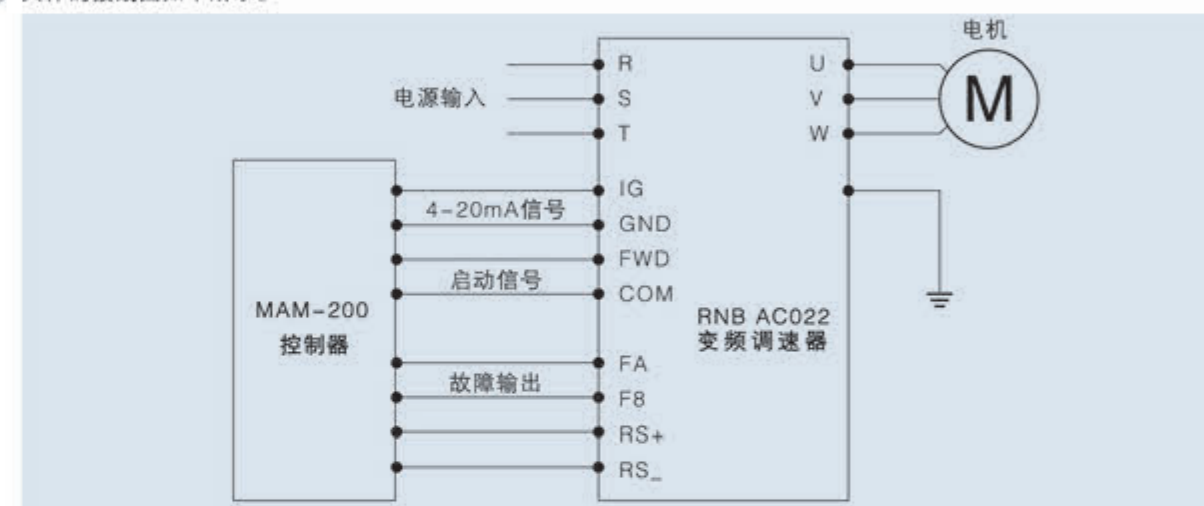 电机
R
U
电源输入
S
V
M
T
W
IG
4-20mA信号
GND
FWD
启动信号
COM
MAM-200
控制器
RNB AC022
变频调速器
FA
故障输出
F8
RS+
RS_